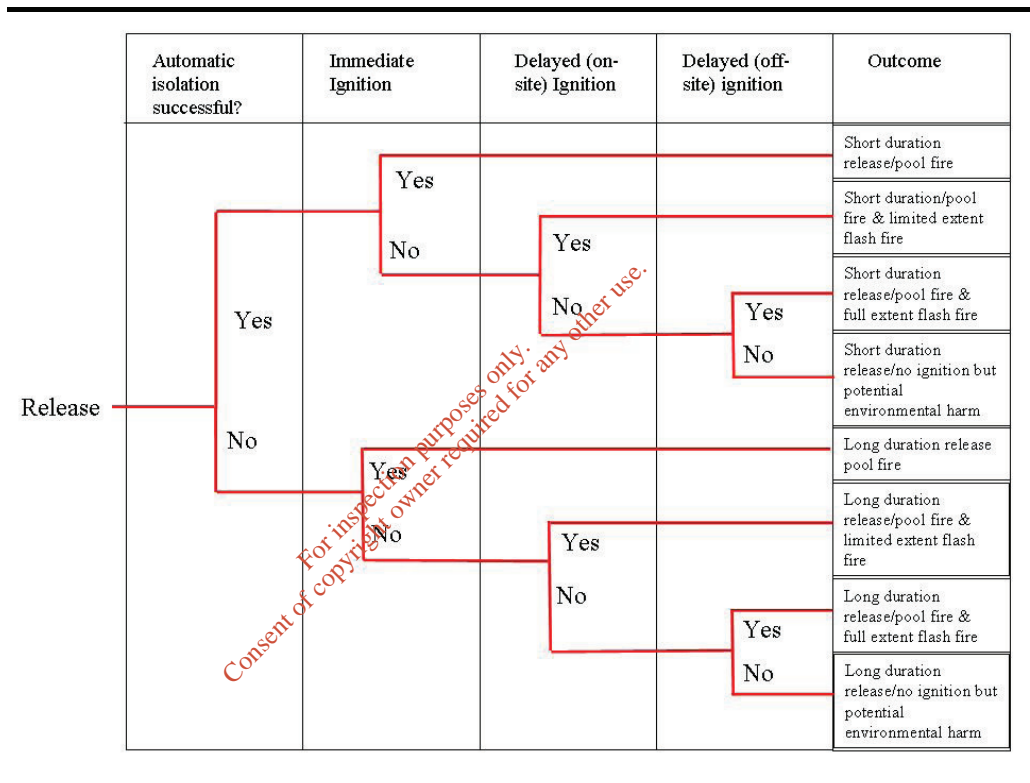 Automatic
isolation
successful?
Immediate
Ignition
Delayed (on-
site) Ignition
Delayed (off-
site) ignition
Outcome
Release
Yes
No
Yes
No
Yes
No
Yes
No
Short duration
release/pool fire
Short duration/pool
fire & limited extent
flash fire
Short duration
release/pool fire &
full extent flash fire
Short duration
release/no ignition but
potential
environmental harm
Yes
No
Yes
No
Yes
No
Long duration release
pool fire
Long duration
release/pool fire &
limited extent flash
fire
Long duration
release/pool fire &
full extent flash fire
Long duration
release/no ignition but
potential
environmental harm
For inspection purposes only.
Consent of copyright owner required for any other use.